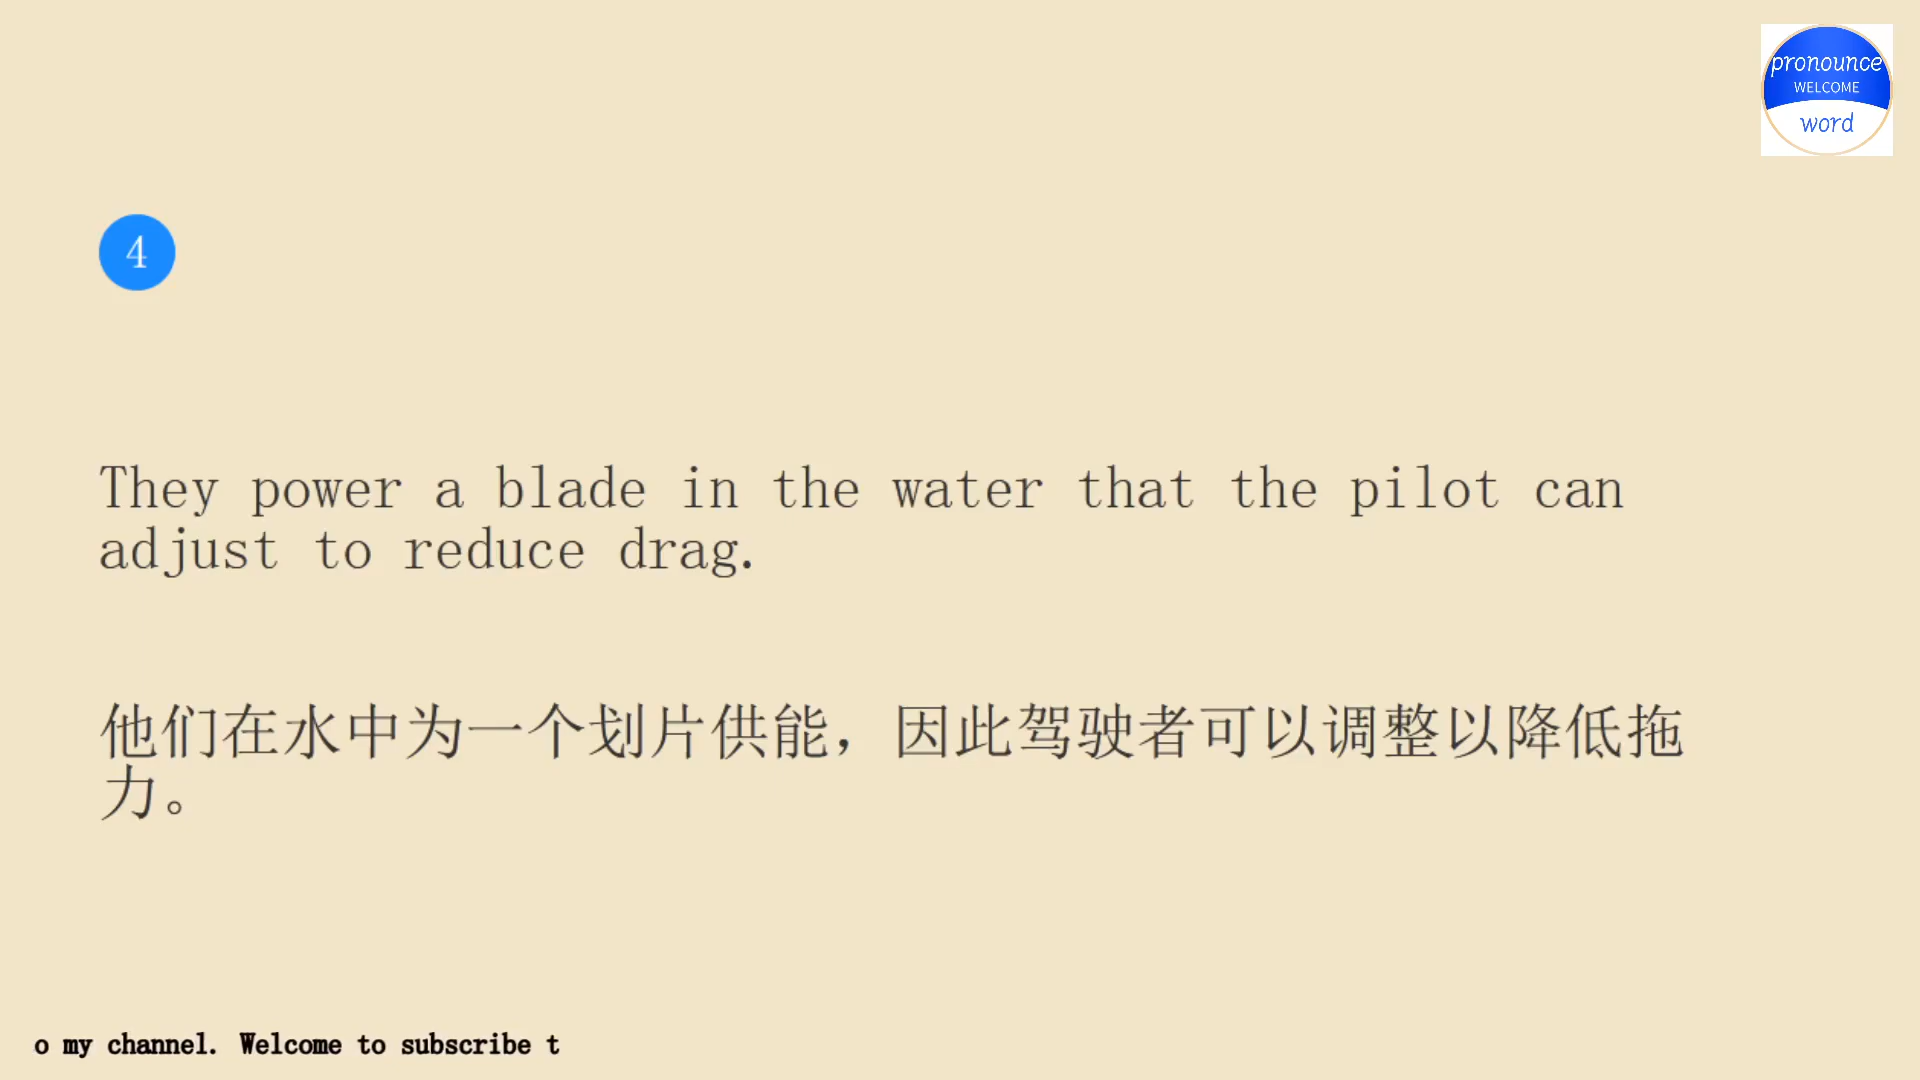 pronounce
WELCOME
word
4
They power a blade in the water that the pilot can
adjust to reduce drag.
他们在水中为一个划片供能，因此驾驶者可以调整以降低拖
力。
o my channel. Welcome to subscribe t